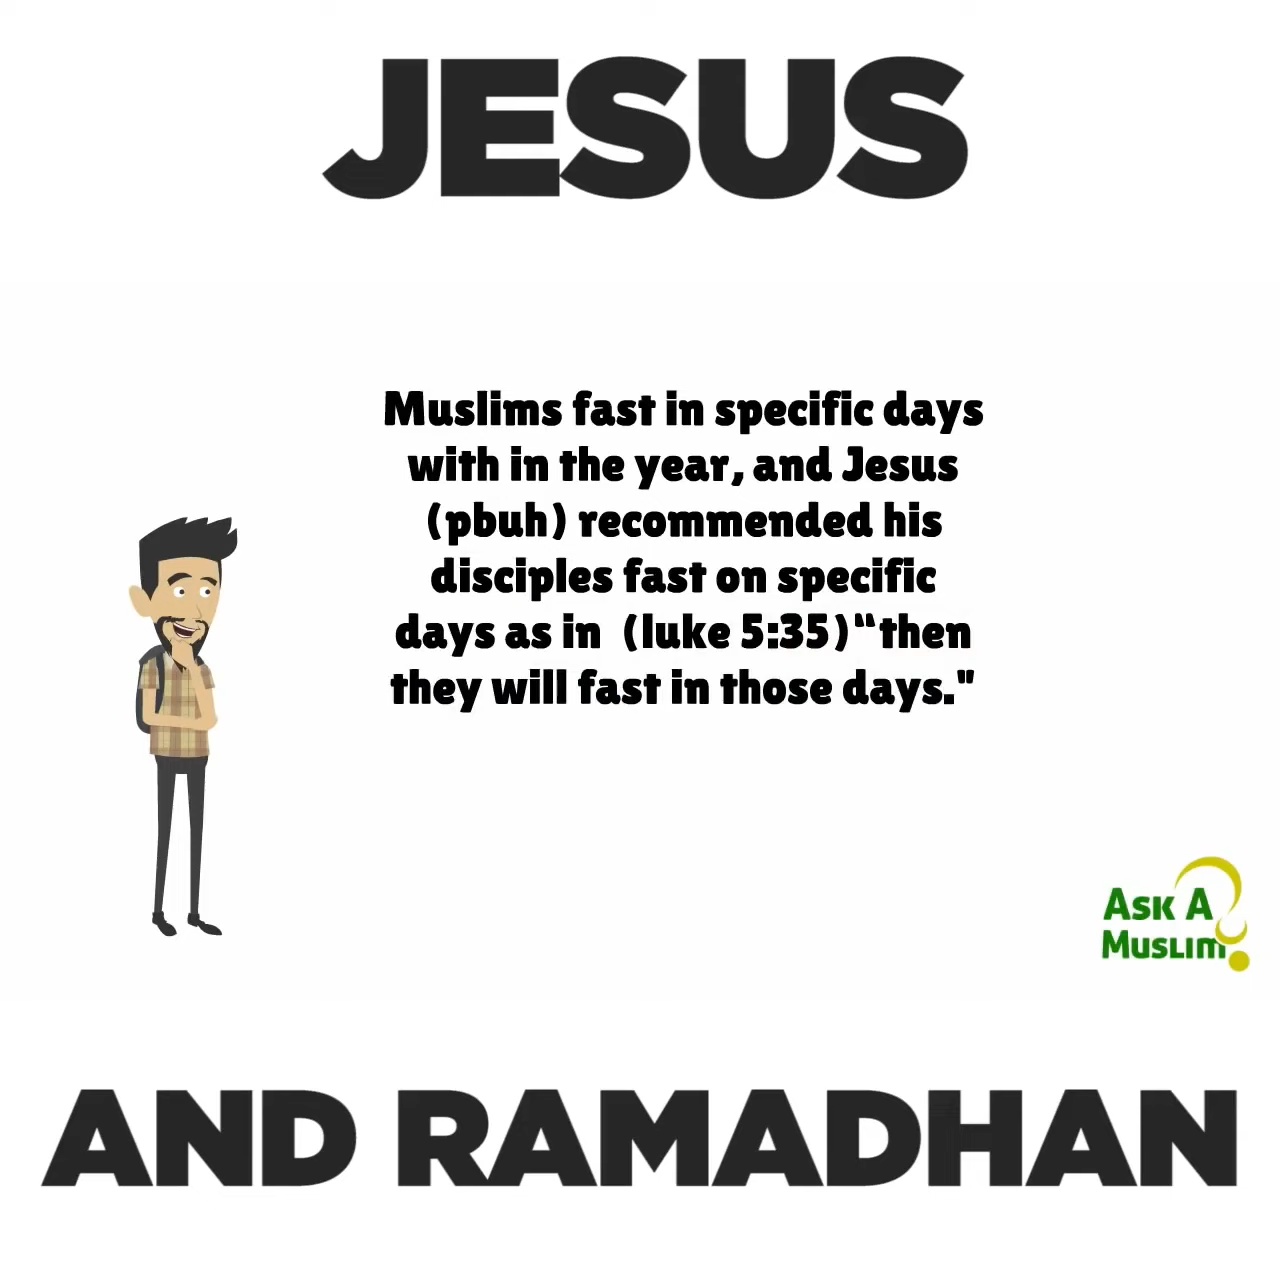 JESUS
Muslims fast in specific days
with in the year, and Jesus
(pbuh) recommended his
disciples fast on specific
days as in (luke 5:35)“then
they will fast in those days."
ASK A
MUSLIM?
AND RAMADHAN